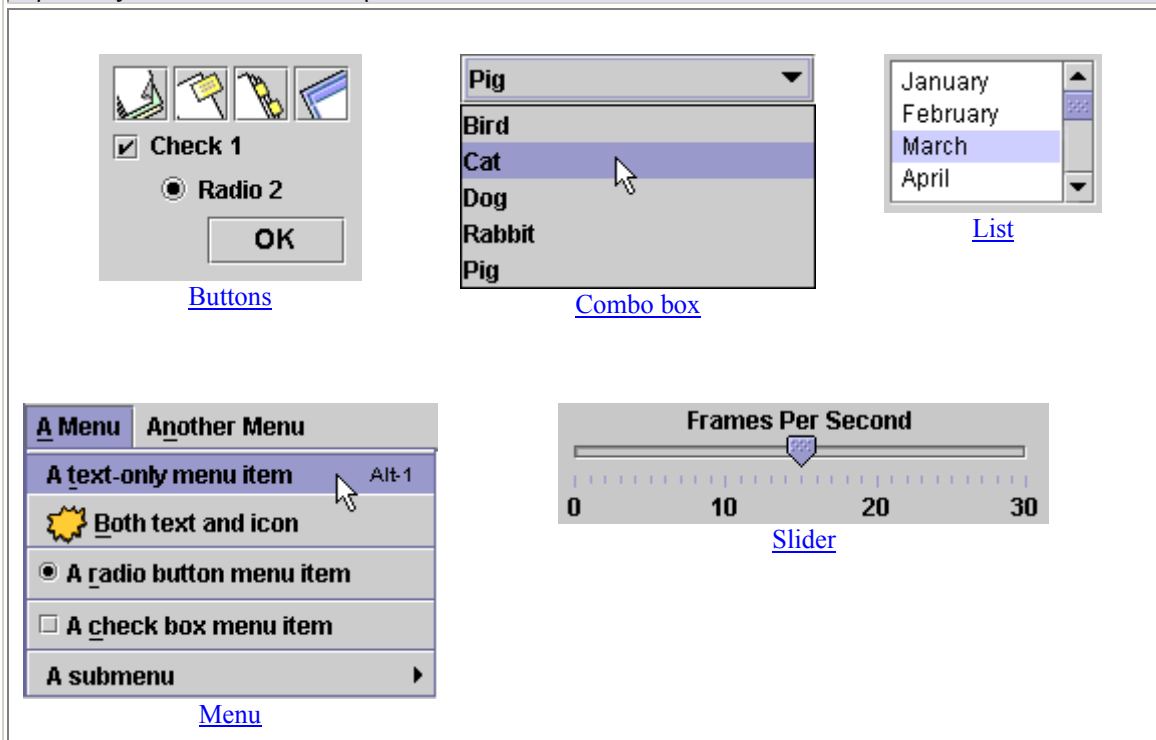 Check 1
Radio 2
OK
Buttons
Pig
Bird
Cat
Dog
Rabbit
Pig
Combo box
January
February
March
April
List
A Menu Another Menu
A text-only menu item Alt-1
Both text and icon
A radio button menu item
A check box menu item
A submenu
Menu
Frames Per Second
0 10 20 30
Slider